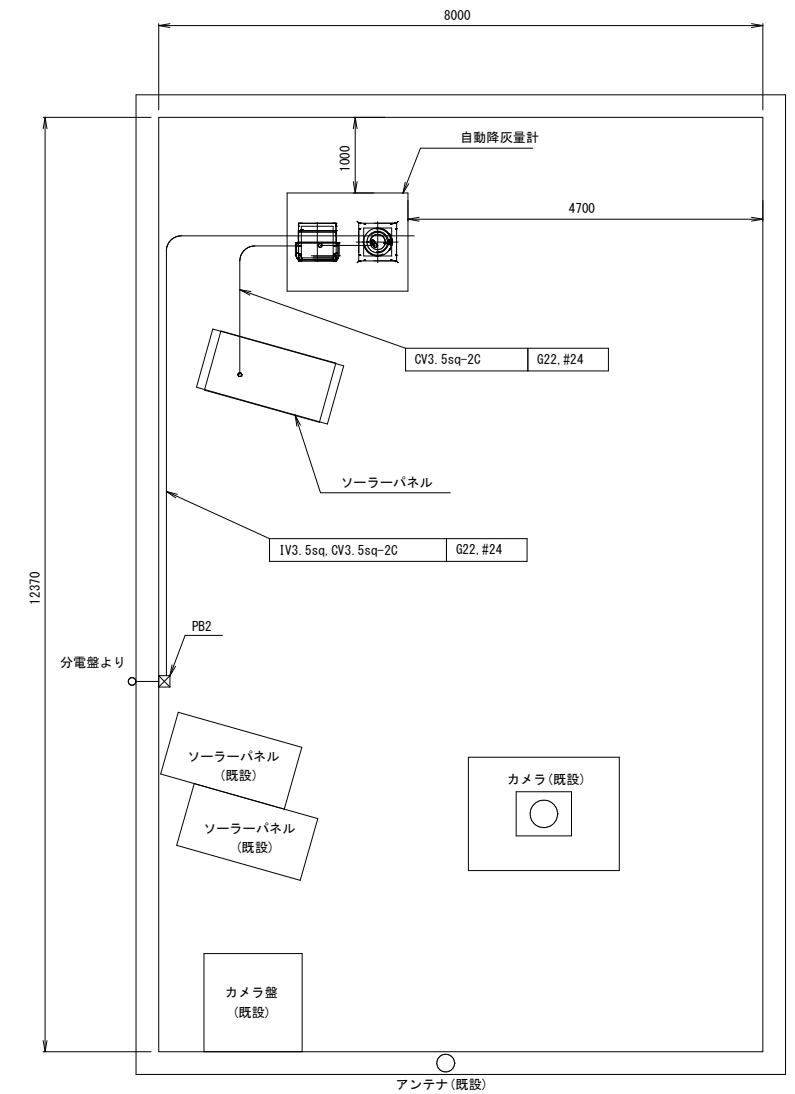 8000
自動降灰量計
1000
4700
CV3.5sq-2C
G22,#24
ソーラーパネル
IV3.5sq,CV3.5sq-2C
G22,#24
12370
PB2
分電盤より
ソーラーパネル
(既設)
カメラ(既設)
ソーラーパネル
(既設)
カメラ盤
(既設)
アンテナ(既設)